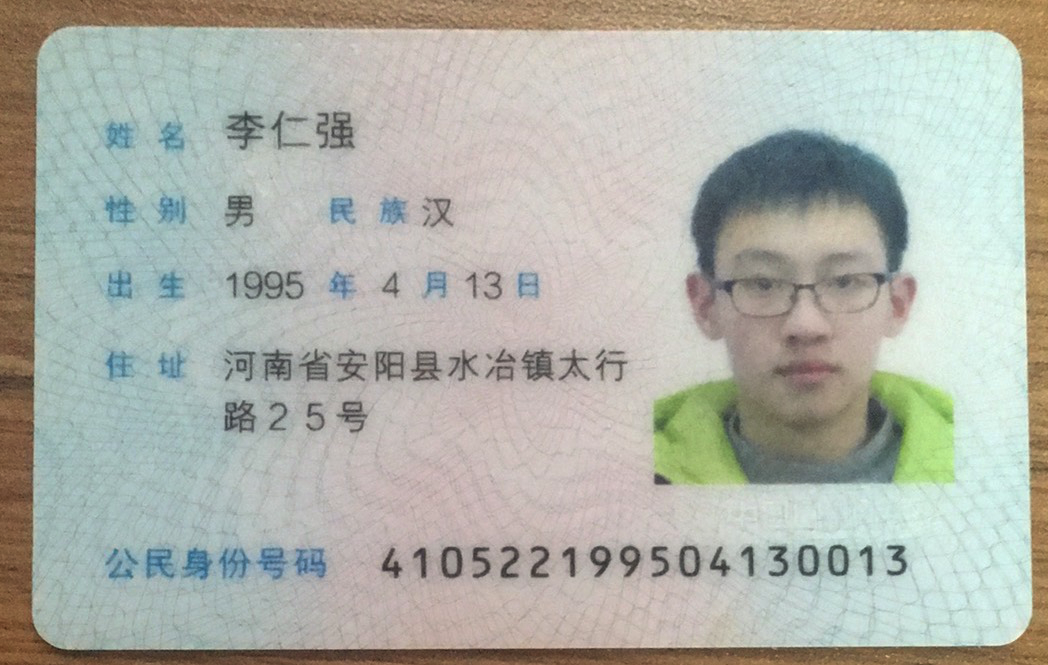 姓名 李仁强
性别 男 民族 汉
出生 1995 年 4 月 13 日
住址 河南省安阳县水冶镇太行
路25号
公民身份号码 410522199504130013